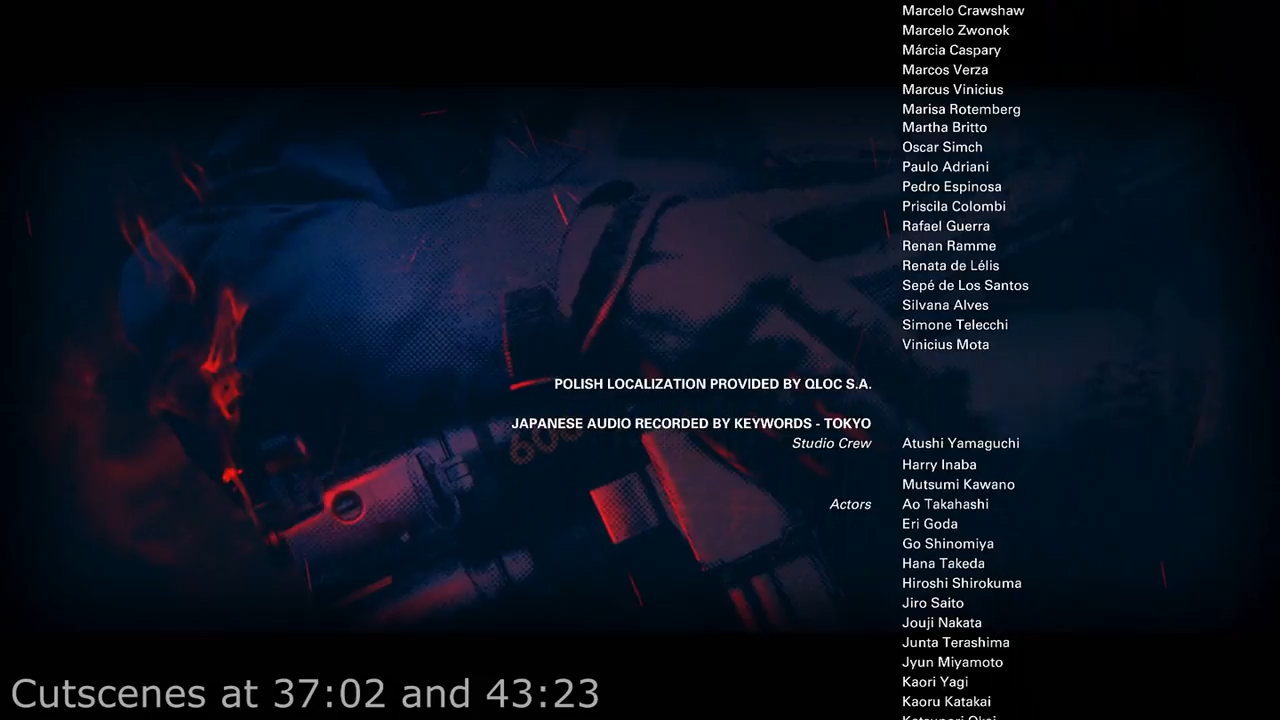 Marcelo Crawshaw
Marcelo Zwonok
Márcia Caspary
Marcos Verza
Marcus Vinicius
Marisa Rotemberg
Martha Britto
Oscar Simch
Paulo Adriani
Pedro Espinosa
Priscila Colombi
Rafael Guerra
Renan Ramme
Renata de Lélis
Sepé de Los Santos
Silvana Alves
Simone Telecchi
Vinicius Mota
POLISH LOCALIZATION PROVIDED BY QLOC S.A.
JAPANESE AUDIO RECORDED BY KEYWORDS - TOKYO
600
Studio Crew Atushi Yamaguchi
Harry Inaba
Mutsumi Kawano
Actors Ao Takahashi
Eri Goda
Go Shinomiya
Hana Takeda
Hiroshi Shirokuma
Jiro Saito
Jouji Nakata
Junta Terashima
Jyun Miyamoto
Kaori Yagi
Kaoru Katakai
Cutscenes at 37:02 and 43:23